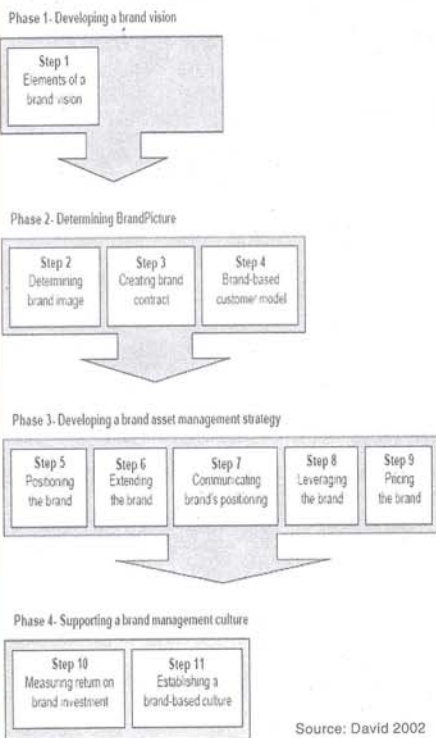 Phase 1- Developing a brand vision
Step 1
Elements of a
brand vision
Phase 2- Determining BrandPicture
Step 2
Determining
brand image
Step 3
Creating brand
contract
Step 4
Brand-based
customer model
Phase 3- Developing a brand asset management strategy
Step 5
Positioning
the brand
Step 6
Extending
the brand
Step 7
Communicating
brand's positioning
Step 8
Leveraging
the brand
Step 9
Pricing
the brand
Phase 4- Supporting a brand management culture
Step 10
Measuring return on
brand investment
Step 11
Establishing a
brand-based culture
Source: David 2002